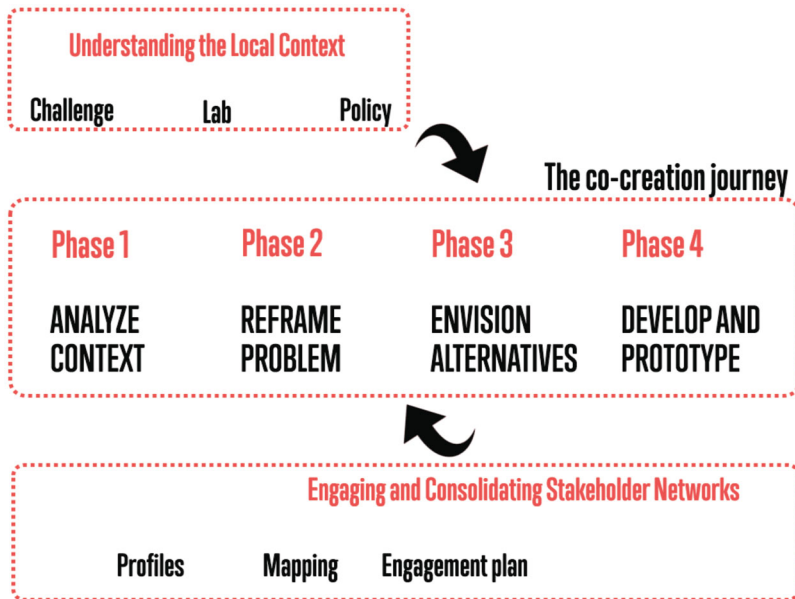 Understanding the Local Context
Challenge Lab Policy
The co-creation journey
Phase 1 Phase 2 Phase 3 Phase 4
ANALYZE REFRAME ENVISION DEVELOP AND
CONTEXT PROBLEM ALTERNATIVES PROTOTYPE
Engaging and Consolidating Stakeholder Networks
Profiles Mapping Engagement plan